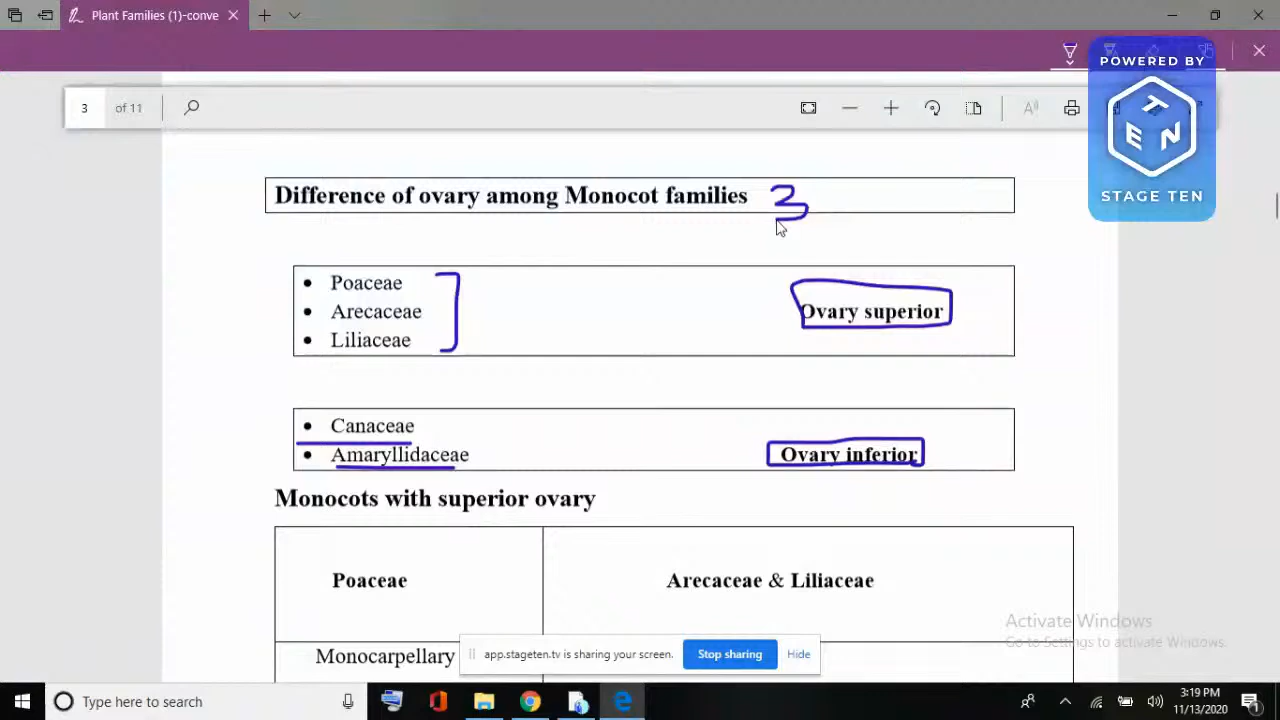 Plant Families (1)-conve
POWERED BY
TEN
STAGE TEN
3 of 11
Difference of ovary among Monocot families 3
• Poaceae
• Arecaceae
• Liliaceae
Ovary superior
• Canaceae
• Amaryllidaceae
Ovary inferior
Monocots with superior ovary
Poaceae
Arecaceae & Liliaceae
Monocarpellary
Activate Windows
Go to Settings to activate Windows.
app.stageten.tv is sharing your screen.
Stop sharing
Hide
Type here to search
3:19 PM
11/13/2020
1